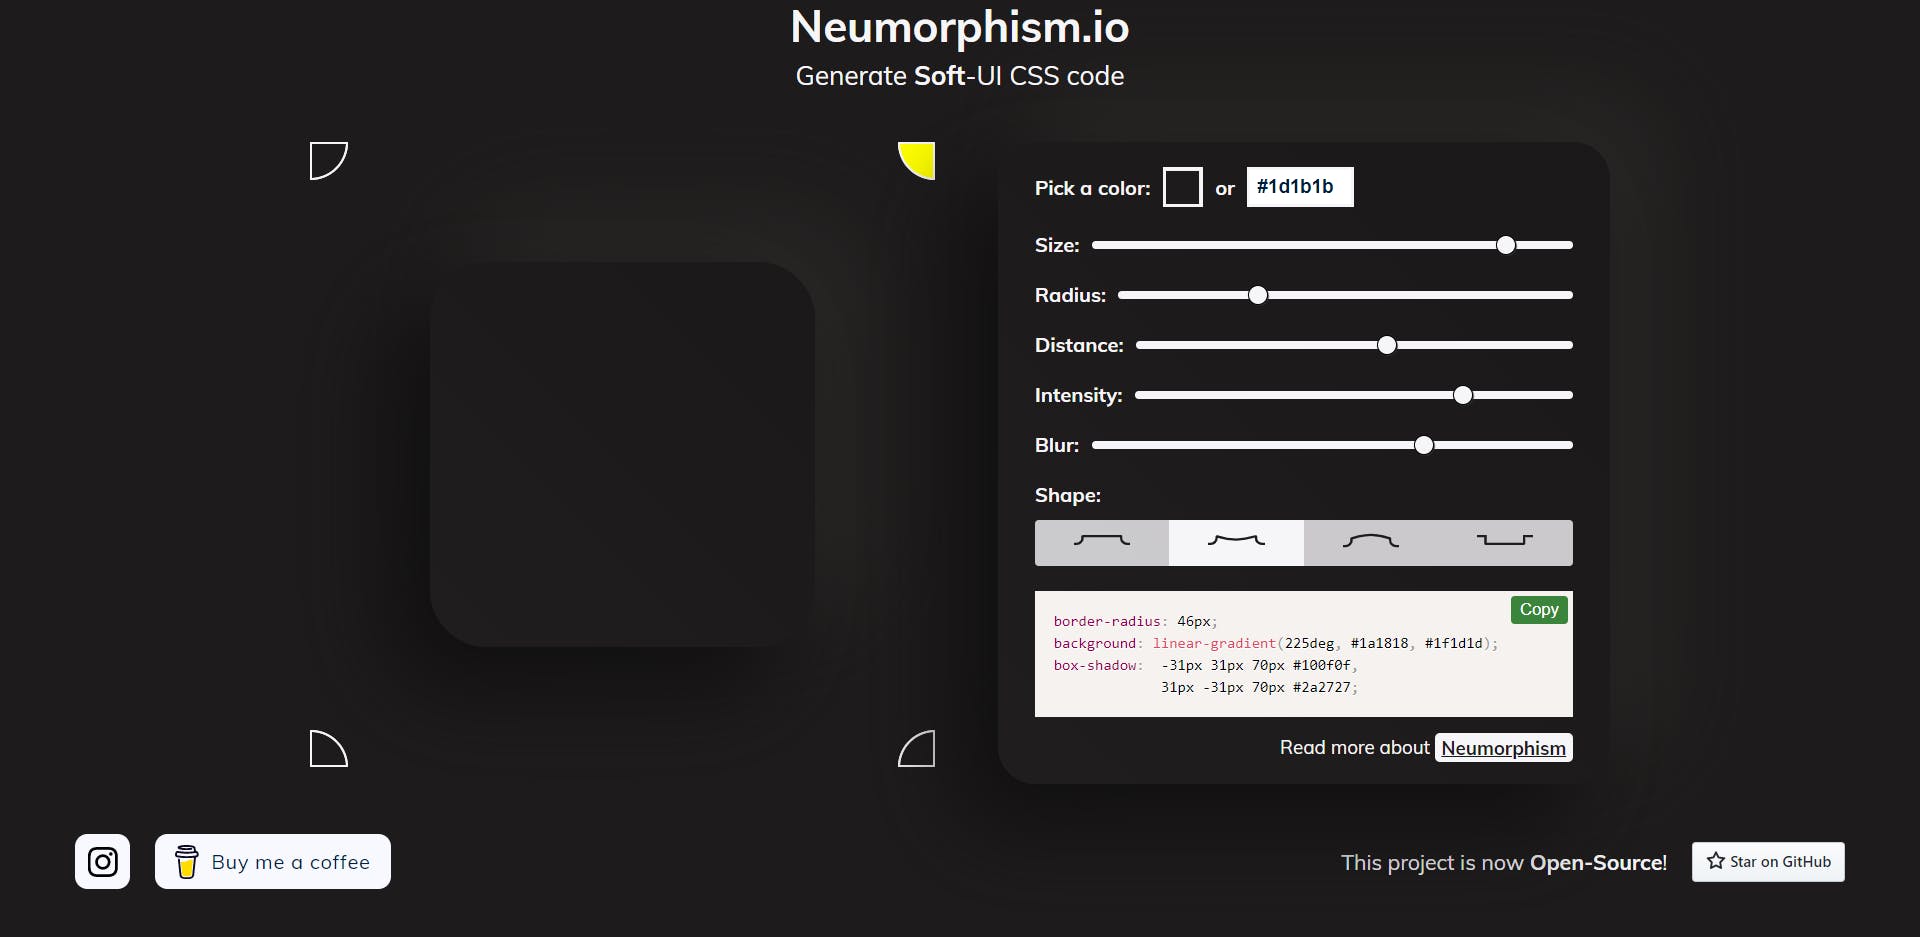 Neumorphism.io
Generate Soft-UI CSS code
Pick a color: or #1d1b1b
Size:
Radius:
Distance:
Intensity:
Blur:
Shape:
Copy
border-radius: 46px;
background: linear-gradient(225deg, #1a1818, #1f1d1d);
box-shadow: -31px 31px 70px #100f0f,
31px -31px 70px #2a2727;
Read more about Neumorphism
Buy me a coffee
This project is now Open-Source!
Star on GitHub